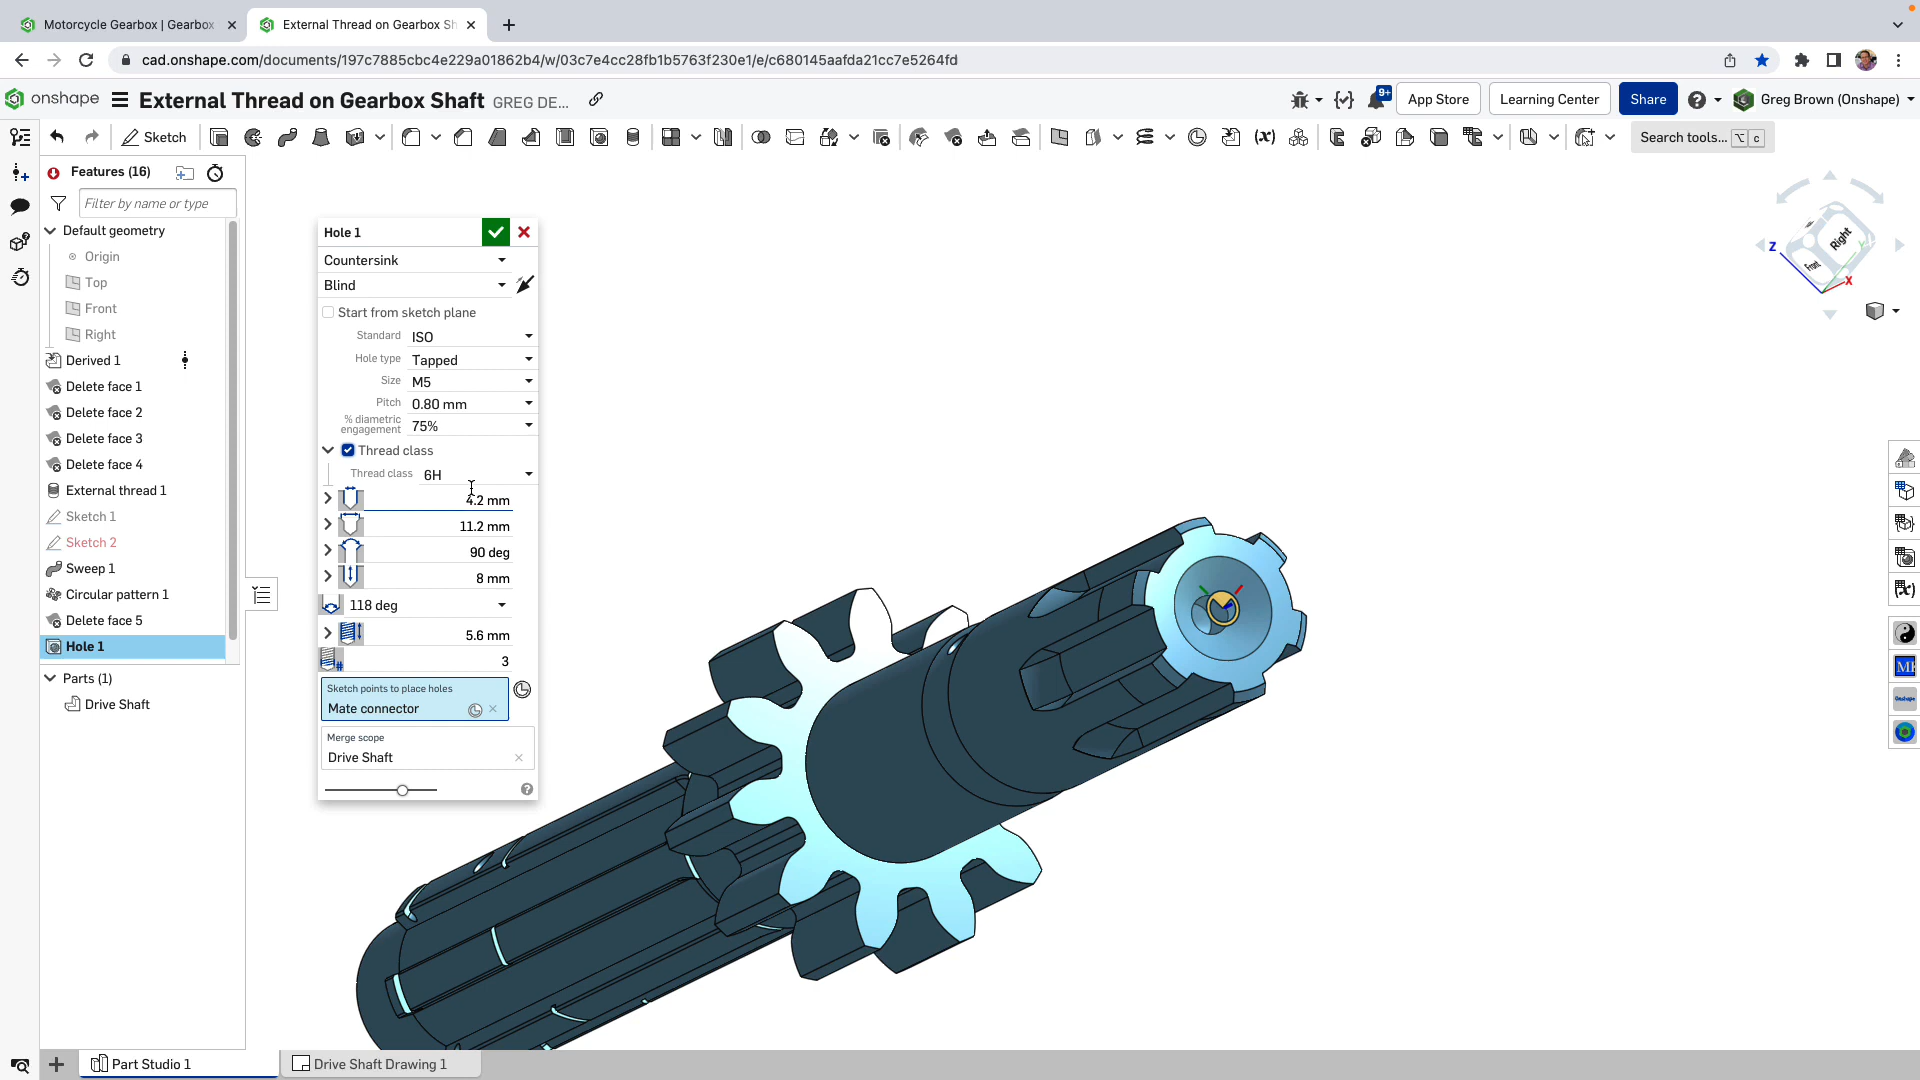 Motorcycle Gearbox | Gearbox
External Thread on Gearbox Sh
cad.onshape.com/documents/197c7885cbc4e229a01862b4/w/03c7e4cc28fb1b5763f230e1/e/c680145aafda21cc7e5264fd
onshape
External Thread on Gearbox Shaft
GREG DE...
9+
App Store
Learning Center
Share
Greg Brown (Onshape)
Sketch
(x)
Search tools... ⌥ c
Features (16)
Filter by name or type
Default geometry
Origin
Top
Front
Right
Derived 1
Delete face 1
Delete face 2
Delete face 3
Delete face 4
External thread 1
Sketch 1
Sketch 2
Sweep 1
Circular pattern 1
Delete face 5
Hole 1
Parts (1)
Drive Shaft
Hole 1
Countersink
Blind
Start from sketch plane
Standard ISO
Hole type Tapped
Size M5
Pitch 0.80 mm
% diametric
engagement 75%
Thread class
Thread class 6H
4.2 mm
11.2 mm
90 deg
8 mm
118 deg
5.6 mm
3
Sketch points to place holes
Mate connector
Merge scope
Drive Shaft
Z
Right
Front
Y
X
Onshape
Part Studio 1
Drive Shaft Drawing 1